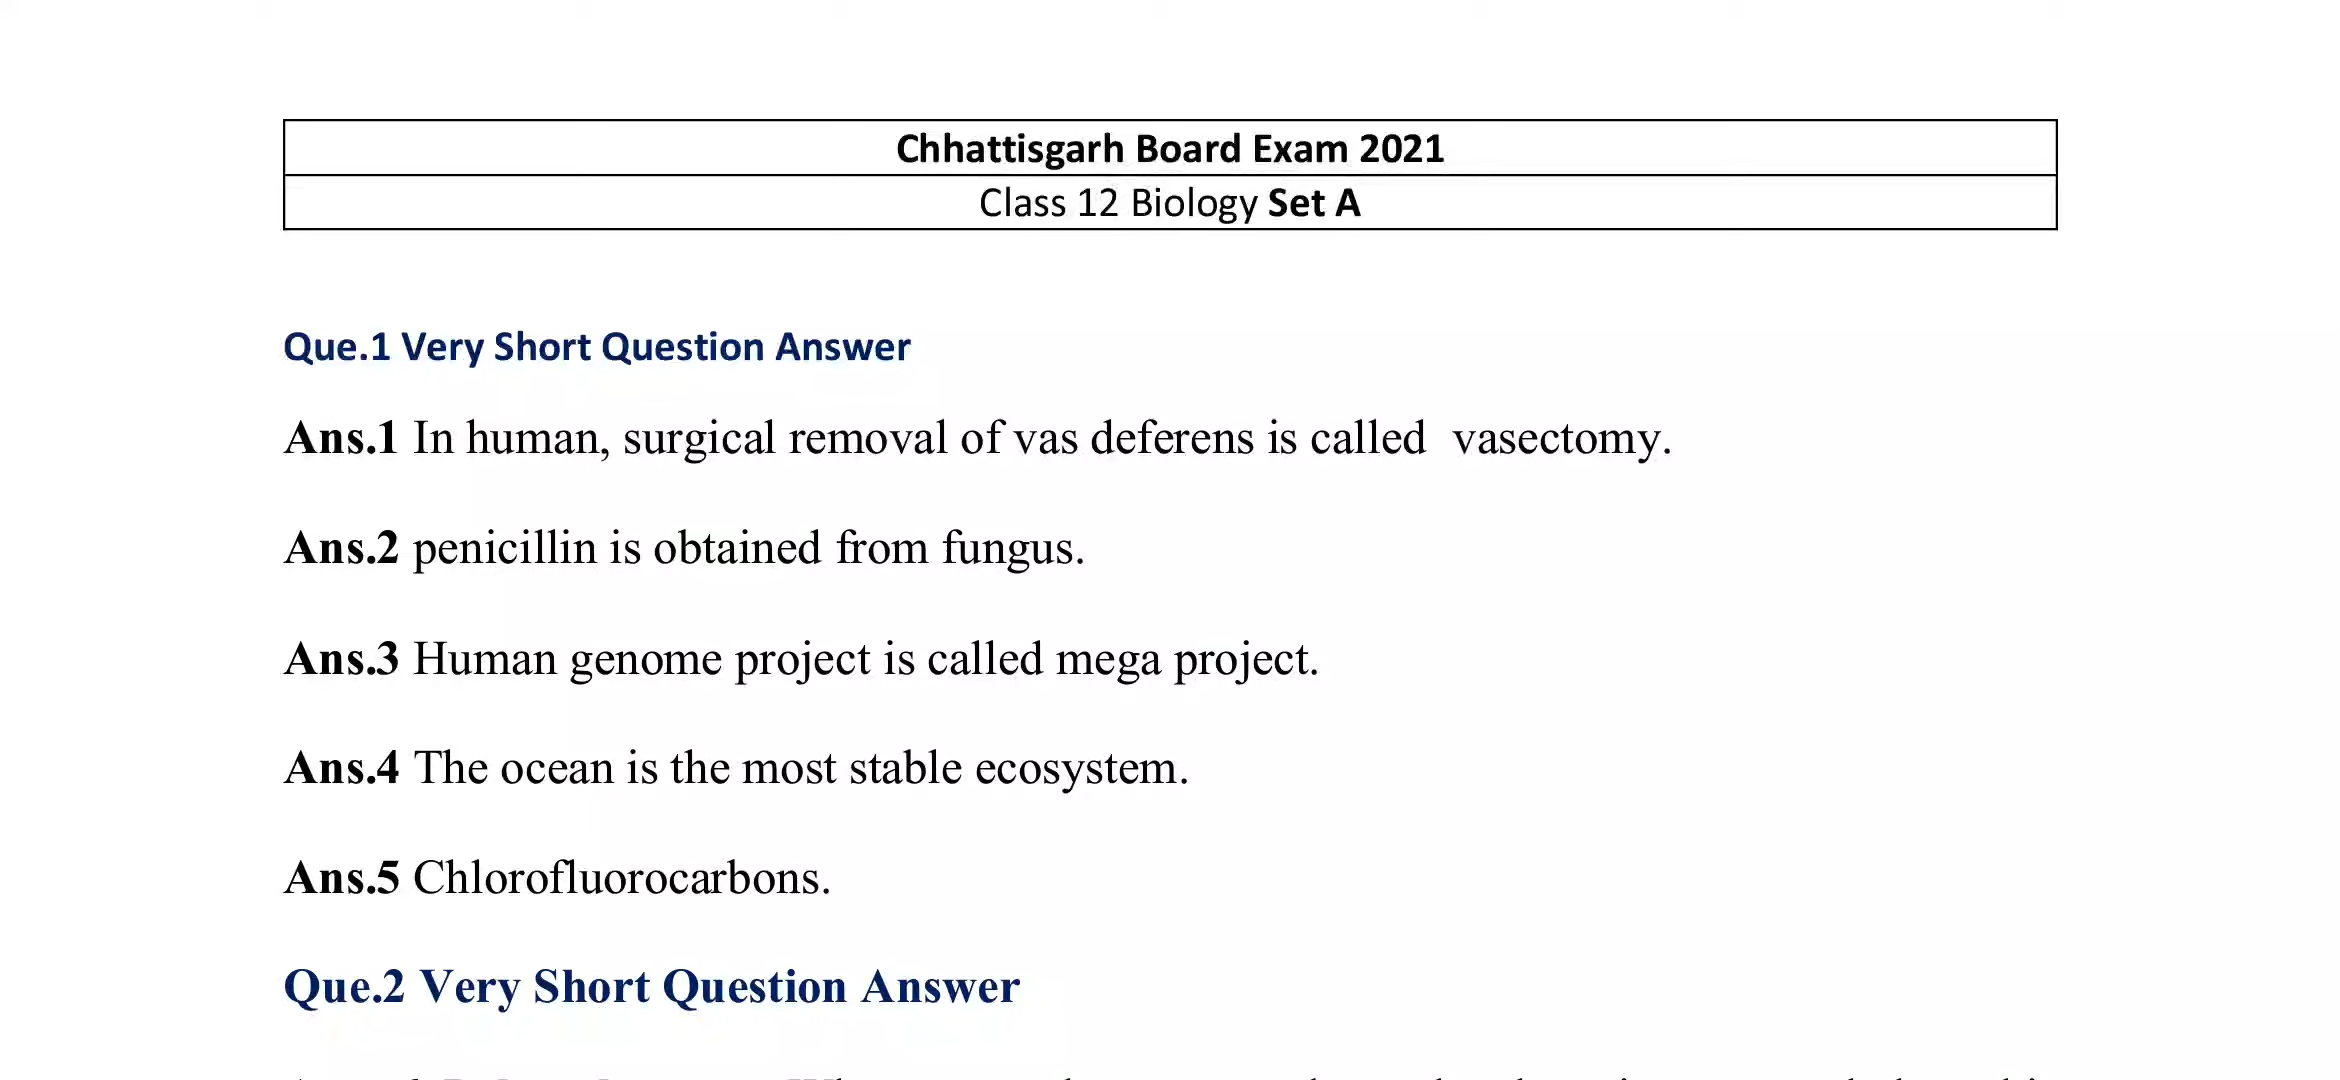 Chhattisgarh Board Exam 2021
Class 12 Biology Set A
Que.1 Very Short Question Answer
Ans.1 In human, surgical removal of vas deferens is called  vasectomy.
Ans.2 penicillin is obtained from fungus.
Ans.3 Human genome project is called mega project.
Ans.4 The ocean is the most stable ecosystem.
Ans.5 Chlorofluorocarbons.
Que.2 Very Short Question Answer